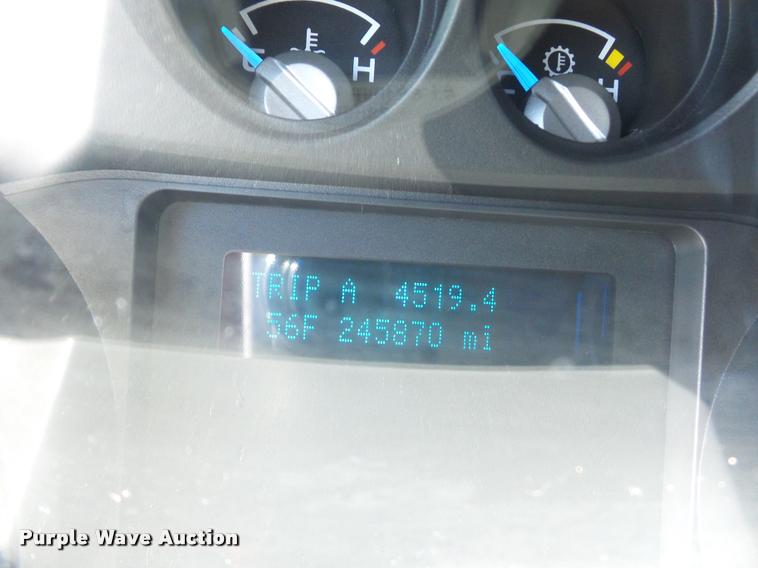 C H
H
TRIP A 4519.4
56F 245870 mi
Purple Wave Auction